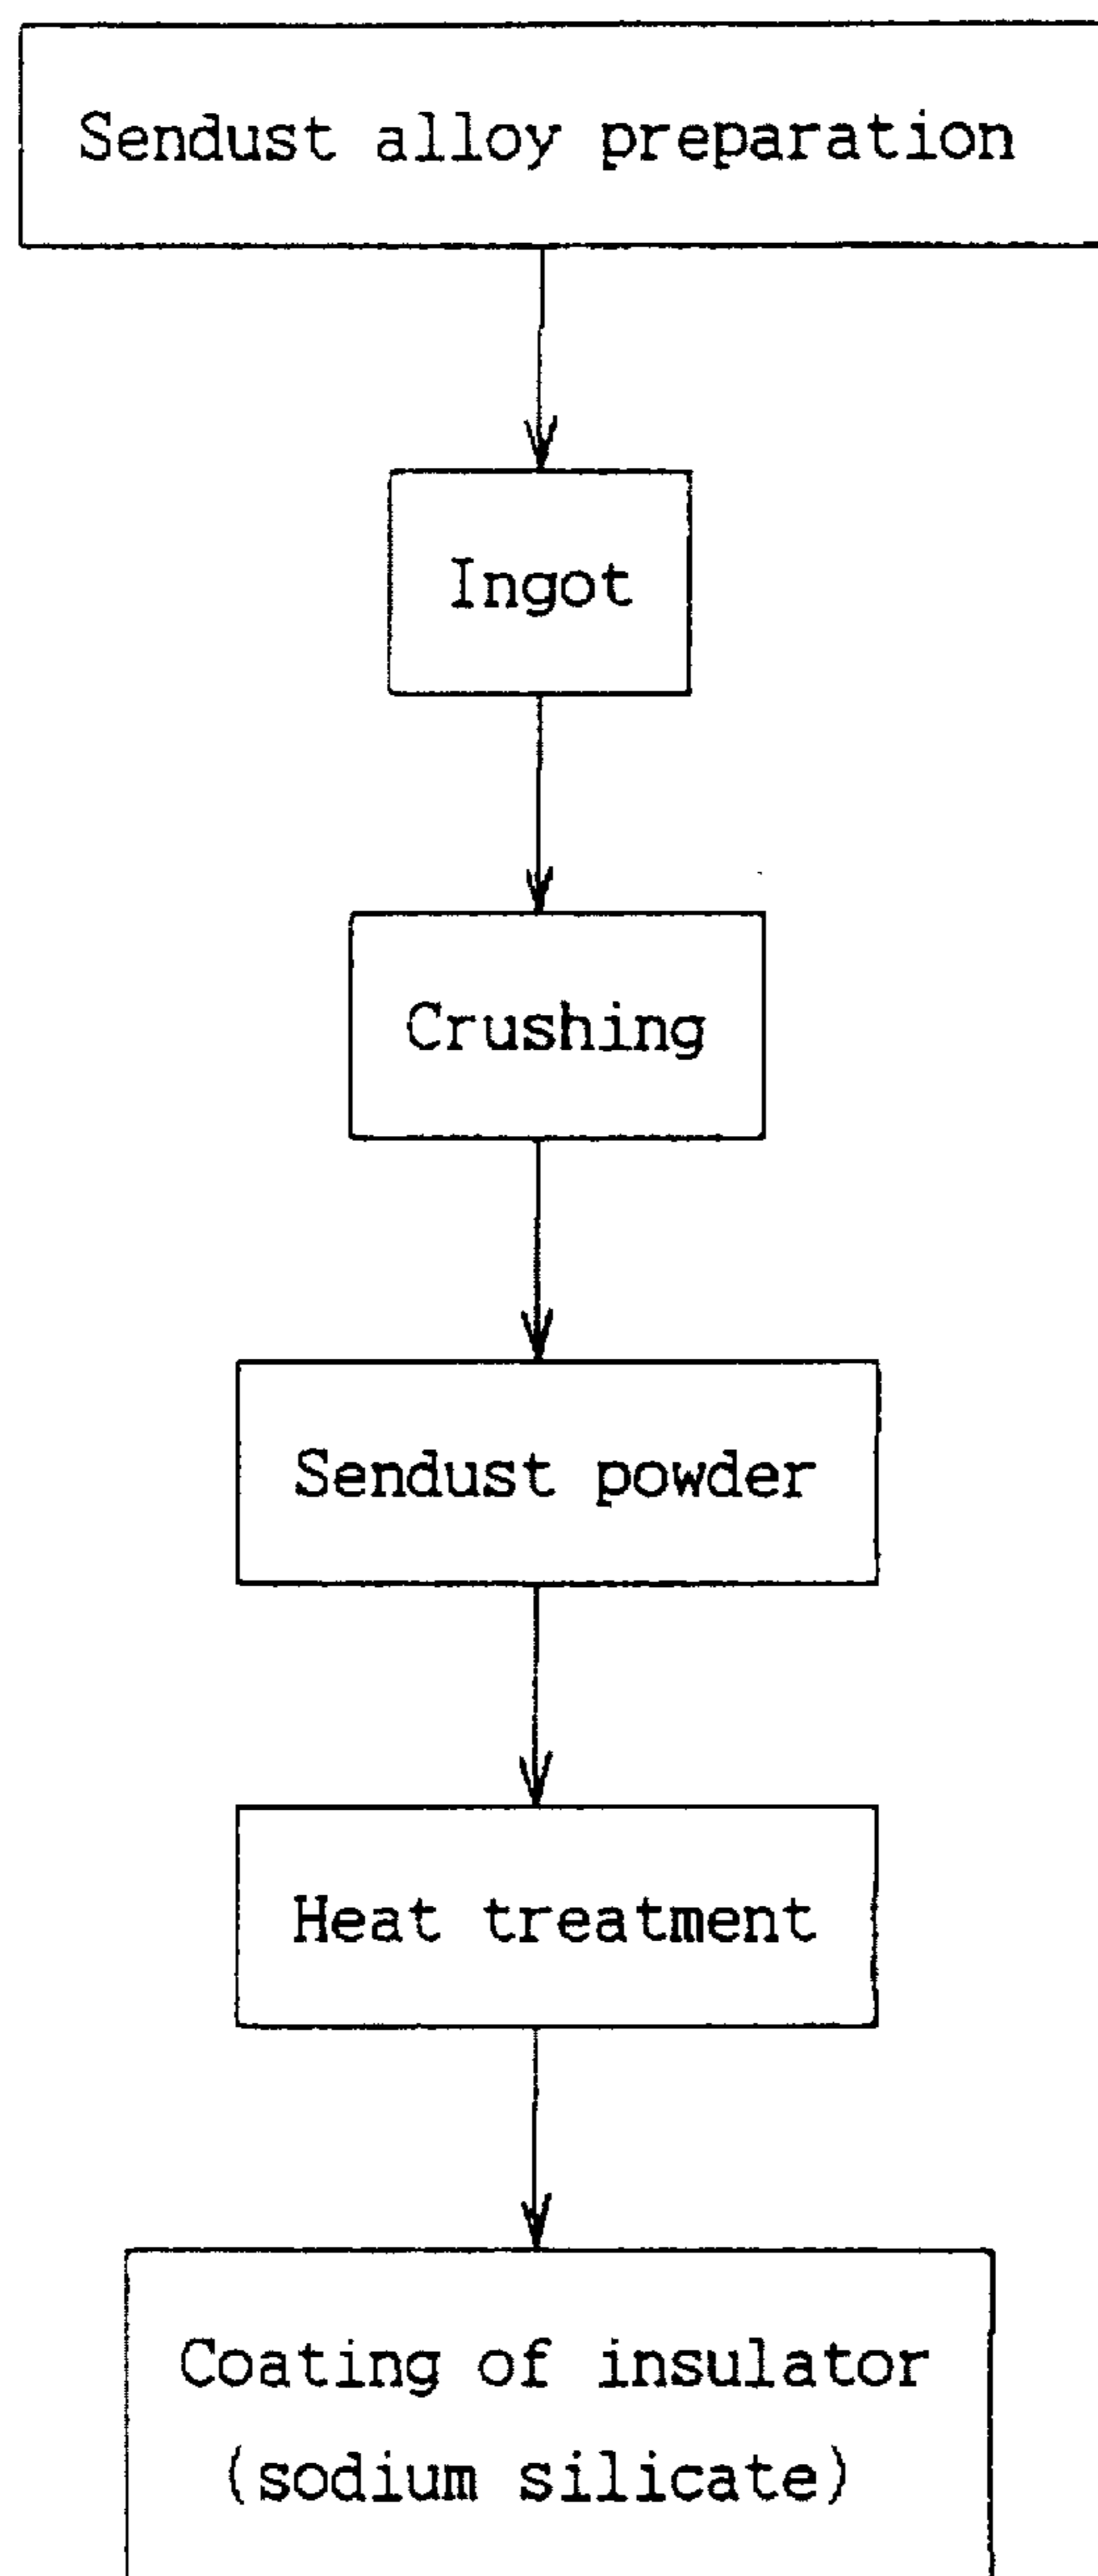 Sendust alloy preparation
Ingot
Crushing
Sendust powder
Heat treatment
Coating of insulator
(sodium silicate)